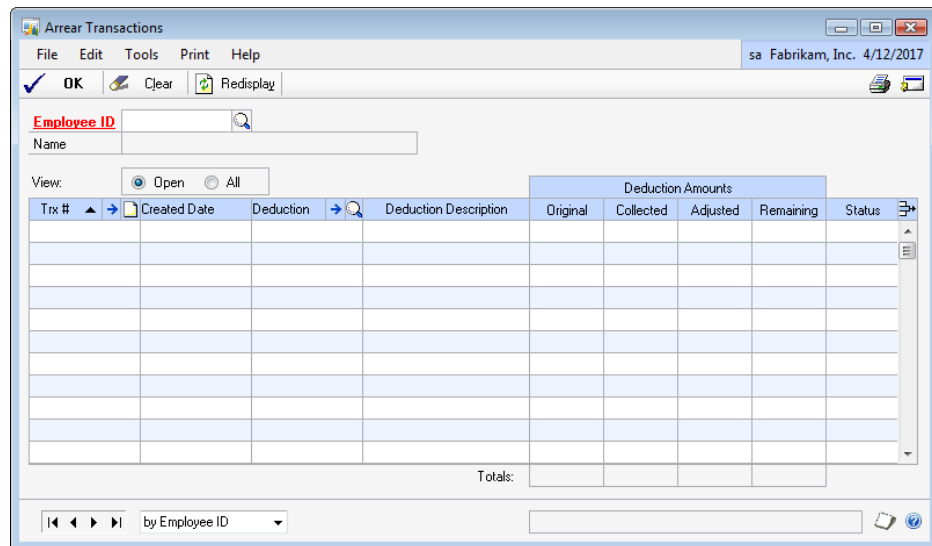 Arrear Transactions
File Edit Tools Print Help sa Fabrikam, Inc. 4/12/2017
OK Clear Redisplay
Employee ID
Name
View: Open All
Deduction Amounts
Trx # Created Date Deduction Deduction Description Original Collected Adjusted Remaining Status
Totals:
by Employee ID